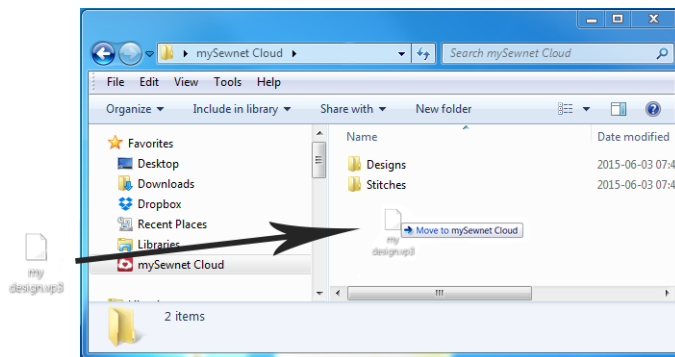 mySewnet Cloud
Search mySewnet Cloud
File Edit View Tools Help
Organize Include in library Share with New folder
Name Date modified
Favorites
Desktop
Downloads
Dropbox
Recent Places
Libraries
mySewnet Cloud
Designs 2015-06-03 07:4
Stitches 2015-06-03 07:4
Move to mySewnet Cloud
my
design.vp3
my
design.vp3
2 items